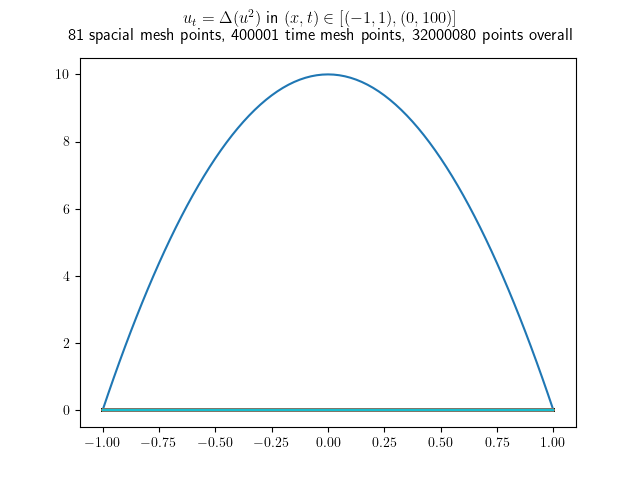 $u_t = \Delta(u^2)$ in $(x, t) \in [(-1, 1), (0, 100)]$
81 spacial mesh points, 400001 time mesh points, 32000080 points overall
10
8
6
4
2
0
−1.00 −0.75 −0.50 −0.25 0.00 0.25 0.50 0.75 1.00